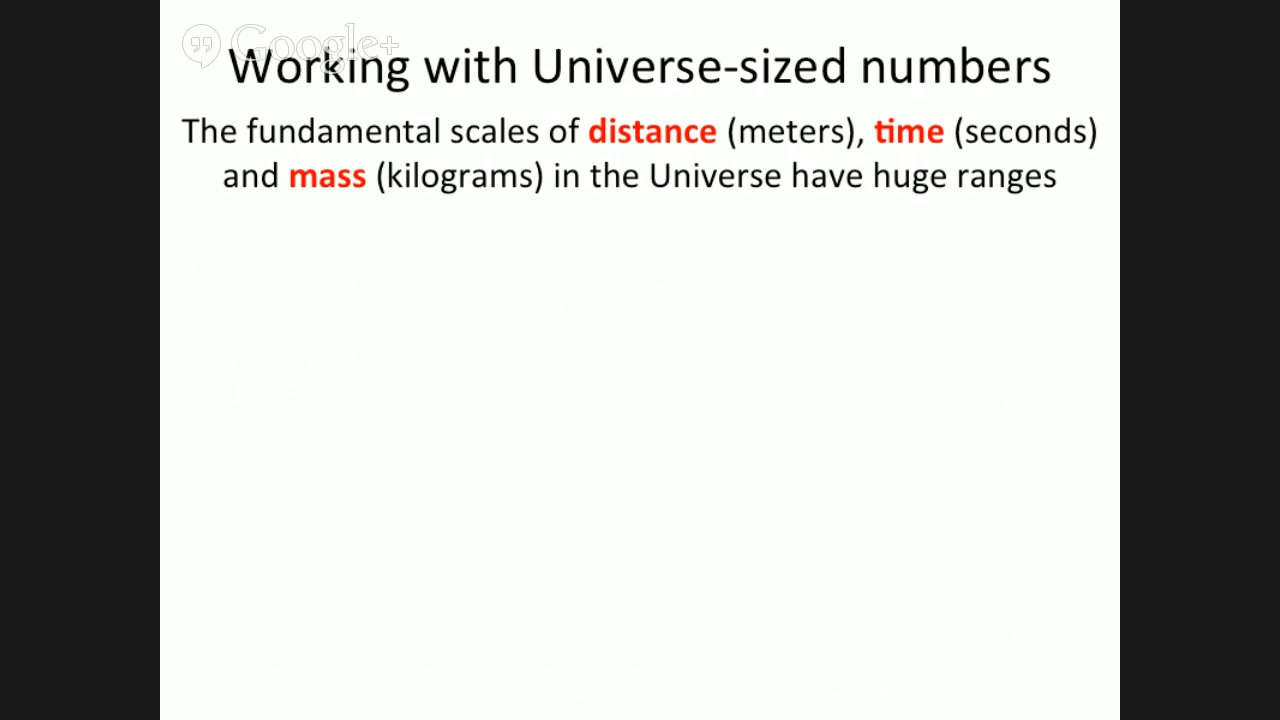 Google+
Working with Universe-sized numbers
The fundamental scales of distance (meters), time (seconds)
and mass (kilograms) in the Universe have huge ranges